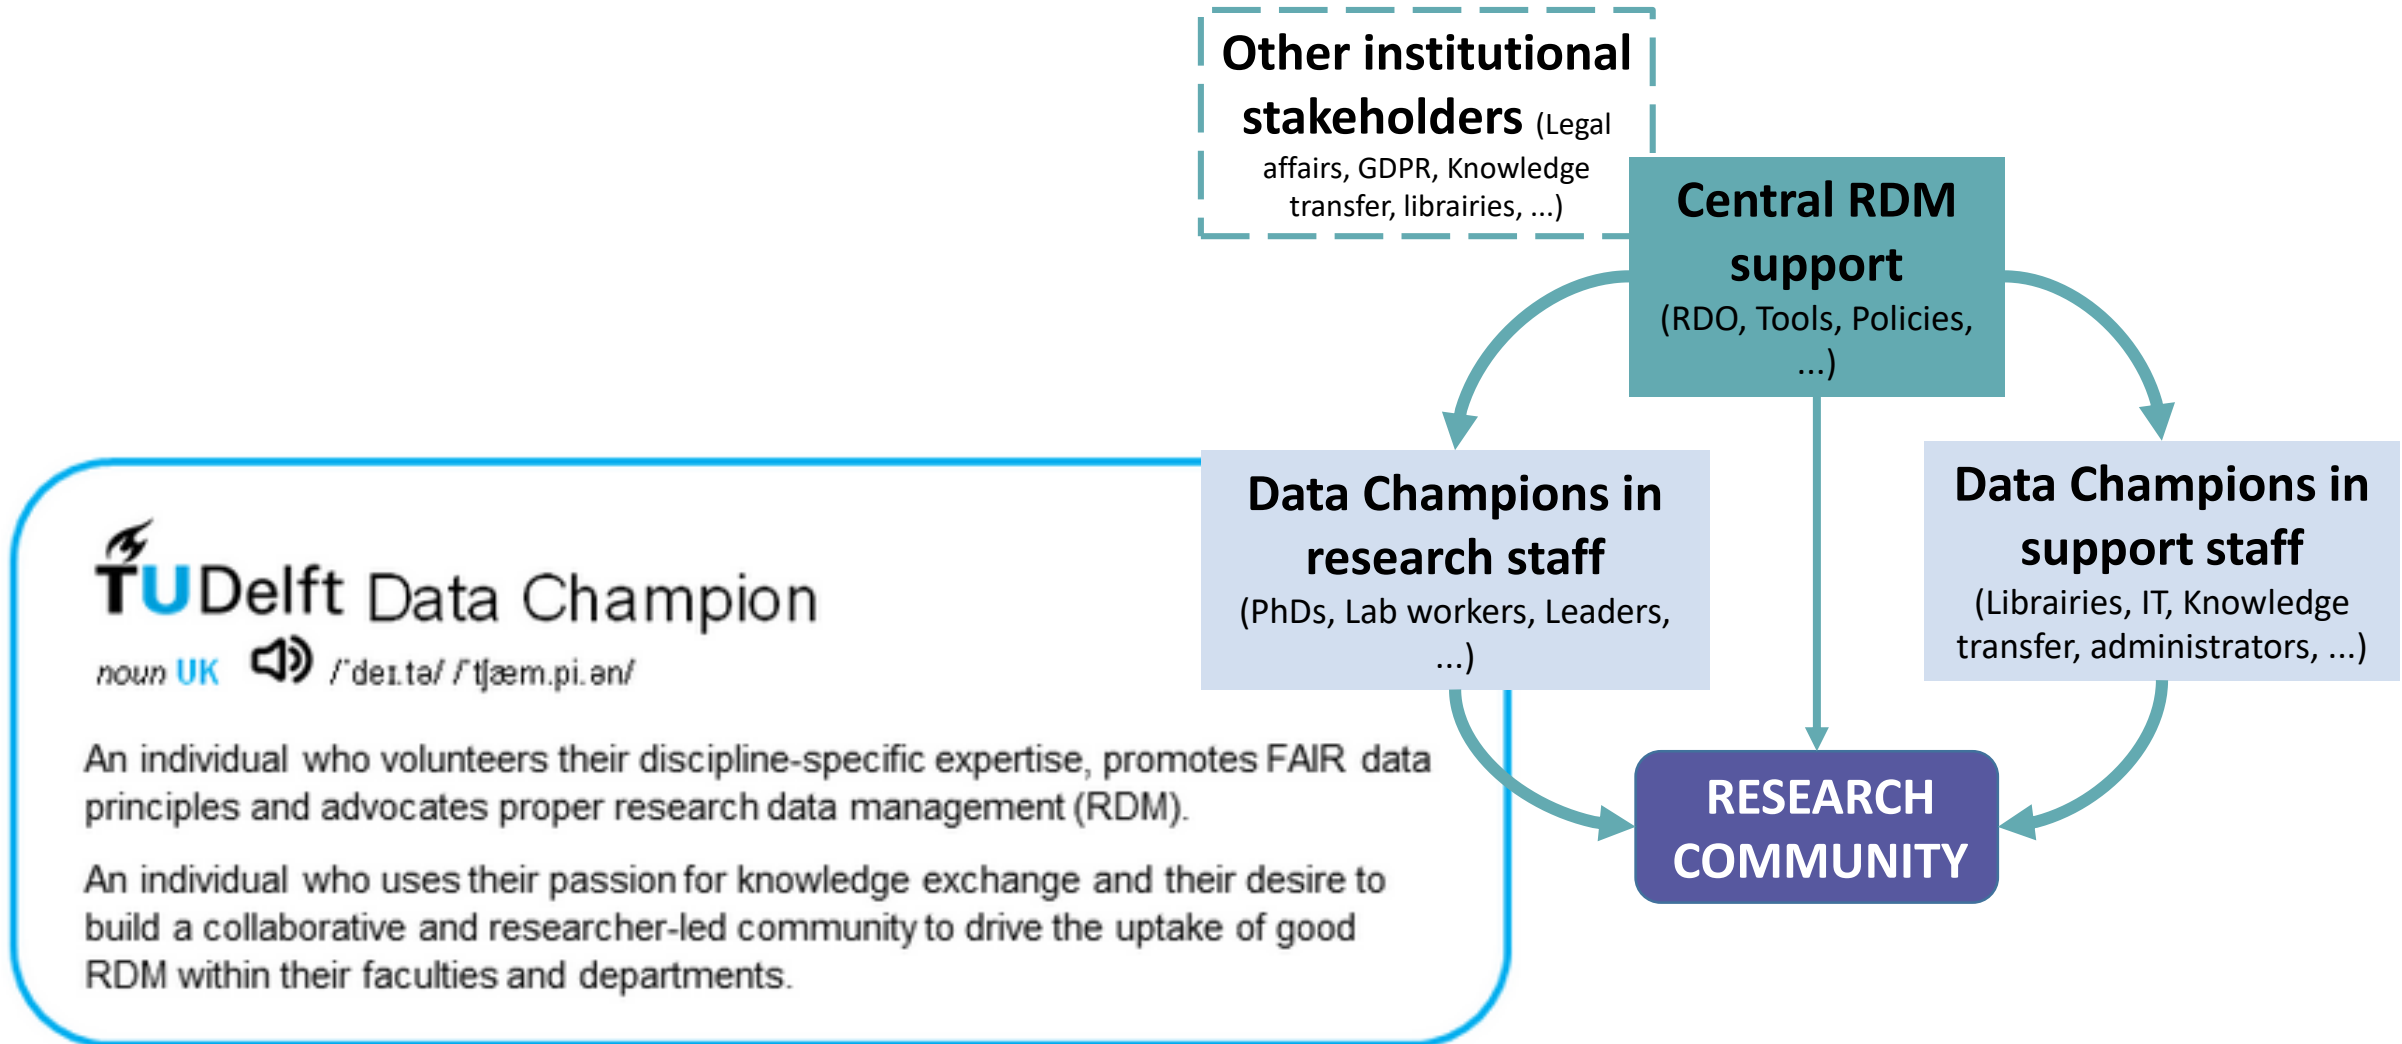 Other institutional
stakeholders (Legal
affairs, GDPR, Knowledge
transfer, librairies, ...)
Central RDM
support
(RDO, Tools, Policies,
...)
Data Champions in
research staff
(PhDs, Lab workers, Leaders,
...)
Data Champions in
support staff
(Librairies, IT, Knowledge
transfer, administrators, ...)
RESEARCH
COMMUNITY
TUDelft Data Champion
noun UK /ˈdeɪ.tə/ /ˈtʃæm.pi.ən/
An individual who volunteers their discipline-specific expertise, promotes FAIR data
principles and advocates proper research data management (RDM).
An individual who uses their passion for knowledge exchange and their desire to
build a collaborative and researcher-led community to drive the uptake of good
RDM within their faculties and departments.